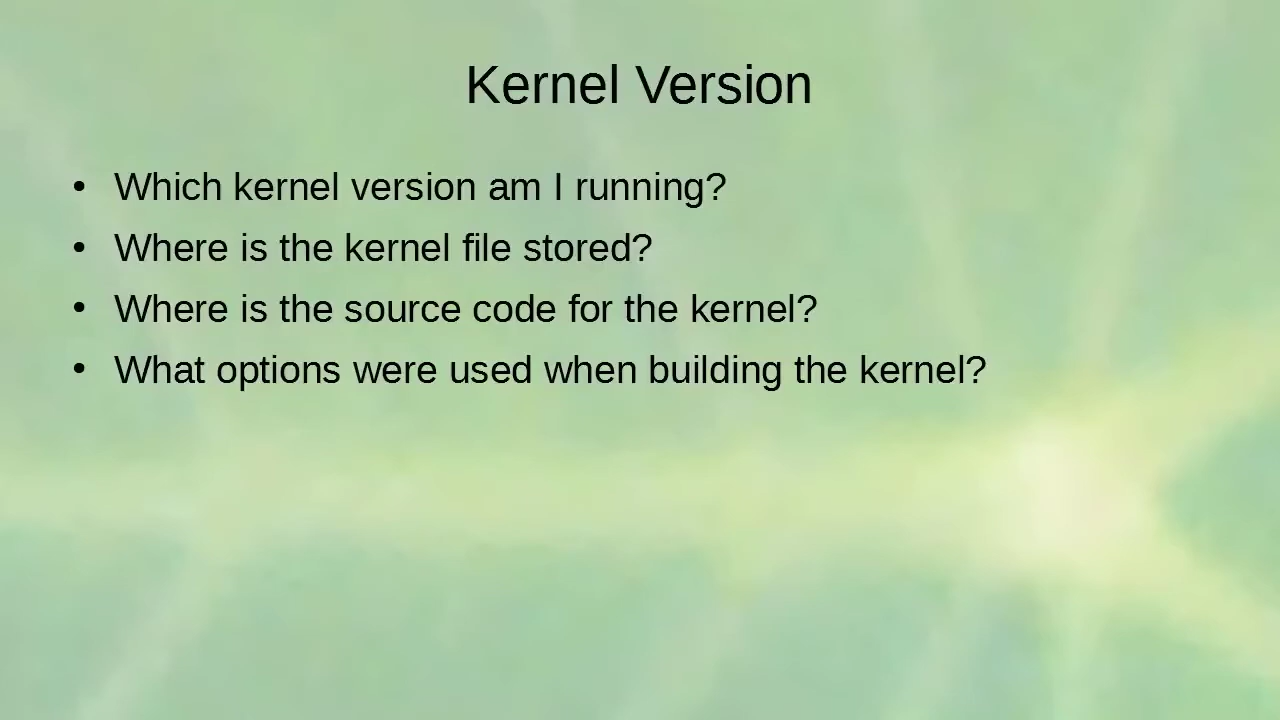 Kernel Version
• Which kernel version am I running?
• Where is the kernel file stored?
• Where is the source code for the kernel?
• What options were used when building the kernel?